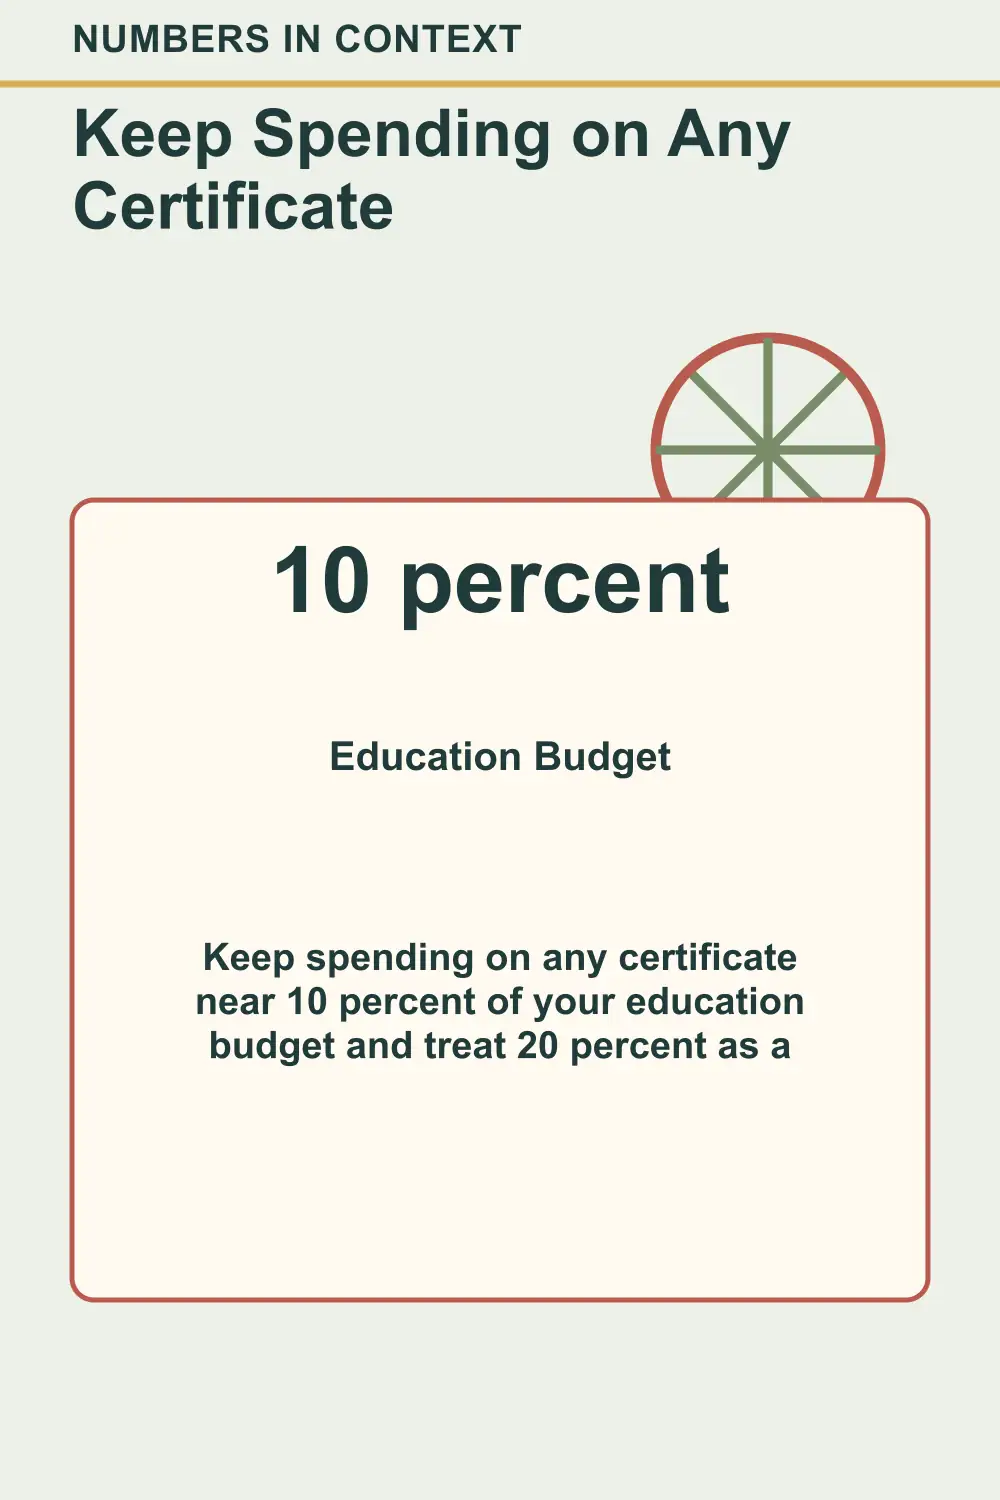 NUMBERS IN CONTEXT
Keep Spending on Any
Certificate
10 percent
Education Budget
Keep spending on any certificate
near 10 percent of your education
budget and treat 20 percent as a